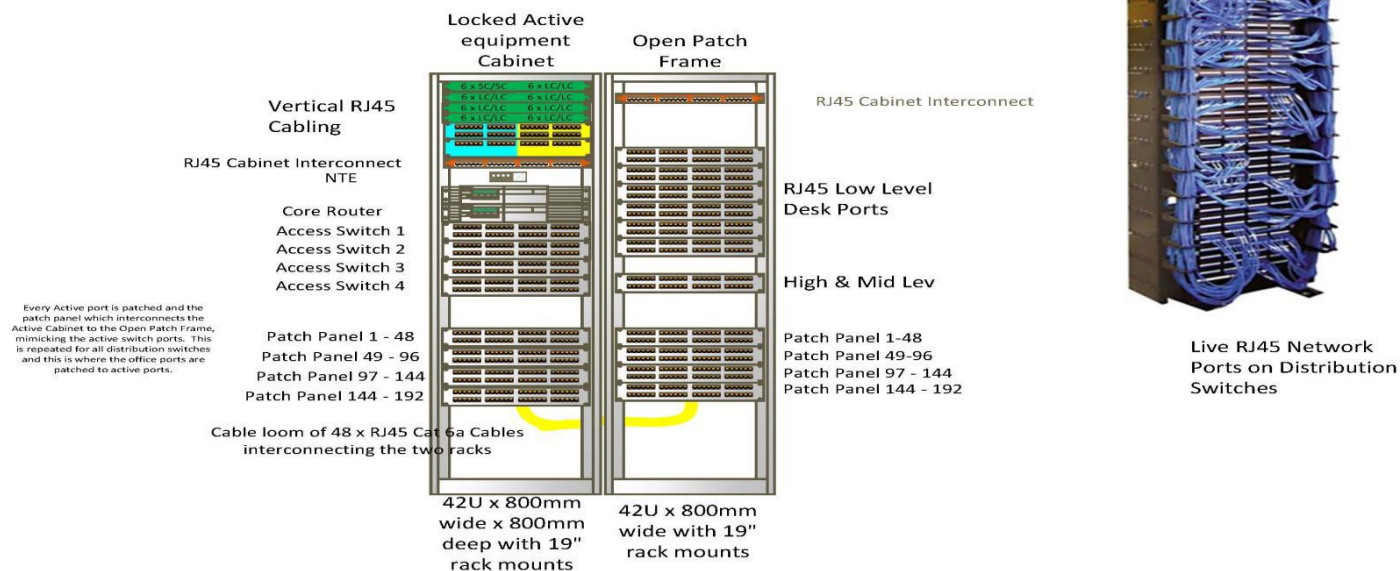 Locked Active
equipment
Cabinet
Open Patch
Frame
6 x SC/SC 6 x LC/LC
6 x LC/LC 6 x LC/LC
6 x LC/LC 6 x LC/LC
6 x LC/LC 6 x LC/LC
Vertical RJ45
Cabling
RJ45 Cabinet Interconnect
NTE
Core Router
Access Switch 1
Access Switch 2
Access Switch 3
Access Switch 4
Every Active port is patched and the
patch panel which interconnects the
Active Cabinet to the Open Patch Frame,
mimicking the active switch ports. This
is repeated for all distribution switches
and this is where the office ports are
patched to active ports.
Patch Panel 1 - 48
Patch Panel 49 - 96
Patch Panel 97 - 144
Patch Panel 144 - 192
Cable loom of 48 x RJ45 Cat 6a Cables
interconnecting the two racks
42U x 800mm
wide x 800mm
deep with 19"
rack mounts
42U x 800mm
wide with 19"
rack mounts
RJ45 Cabinet Interconnect
RJ45 Low Level
Desk Ports
High & Mid Lev
Patch Panel 1-48
Patch Panel 49-96
Patch Panel 97 - 144
Patch Panel 144 - 192
Live RJ45 Network
Ports on Distribution
Switches